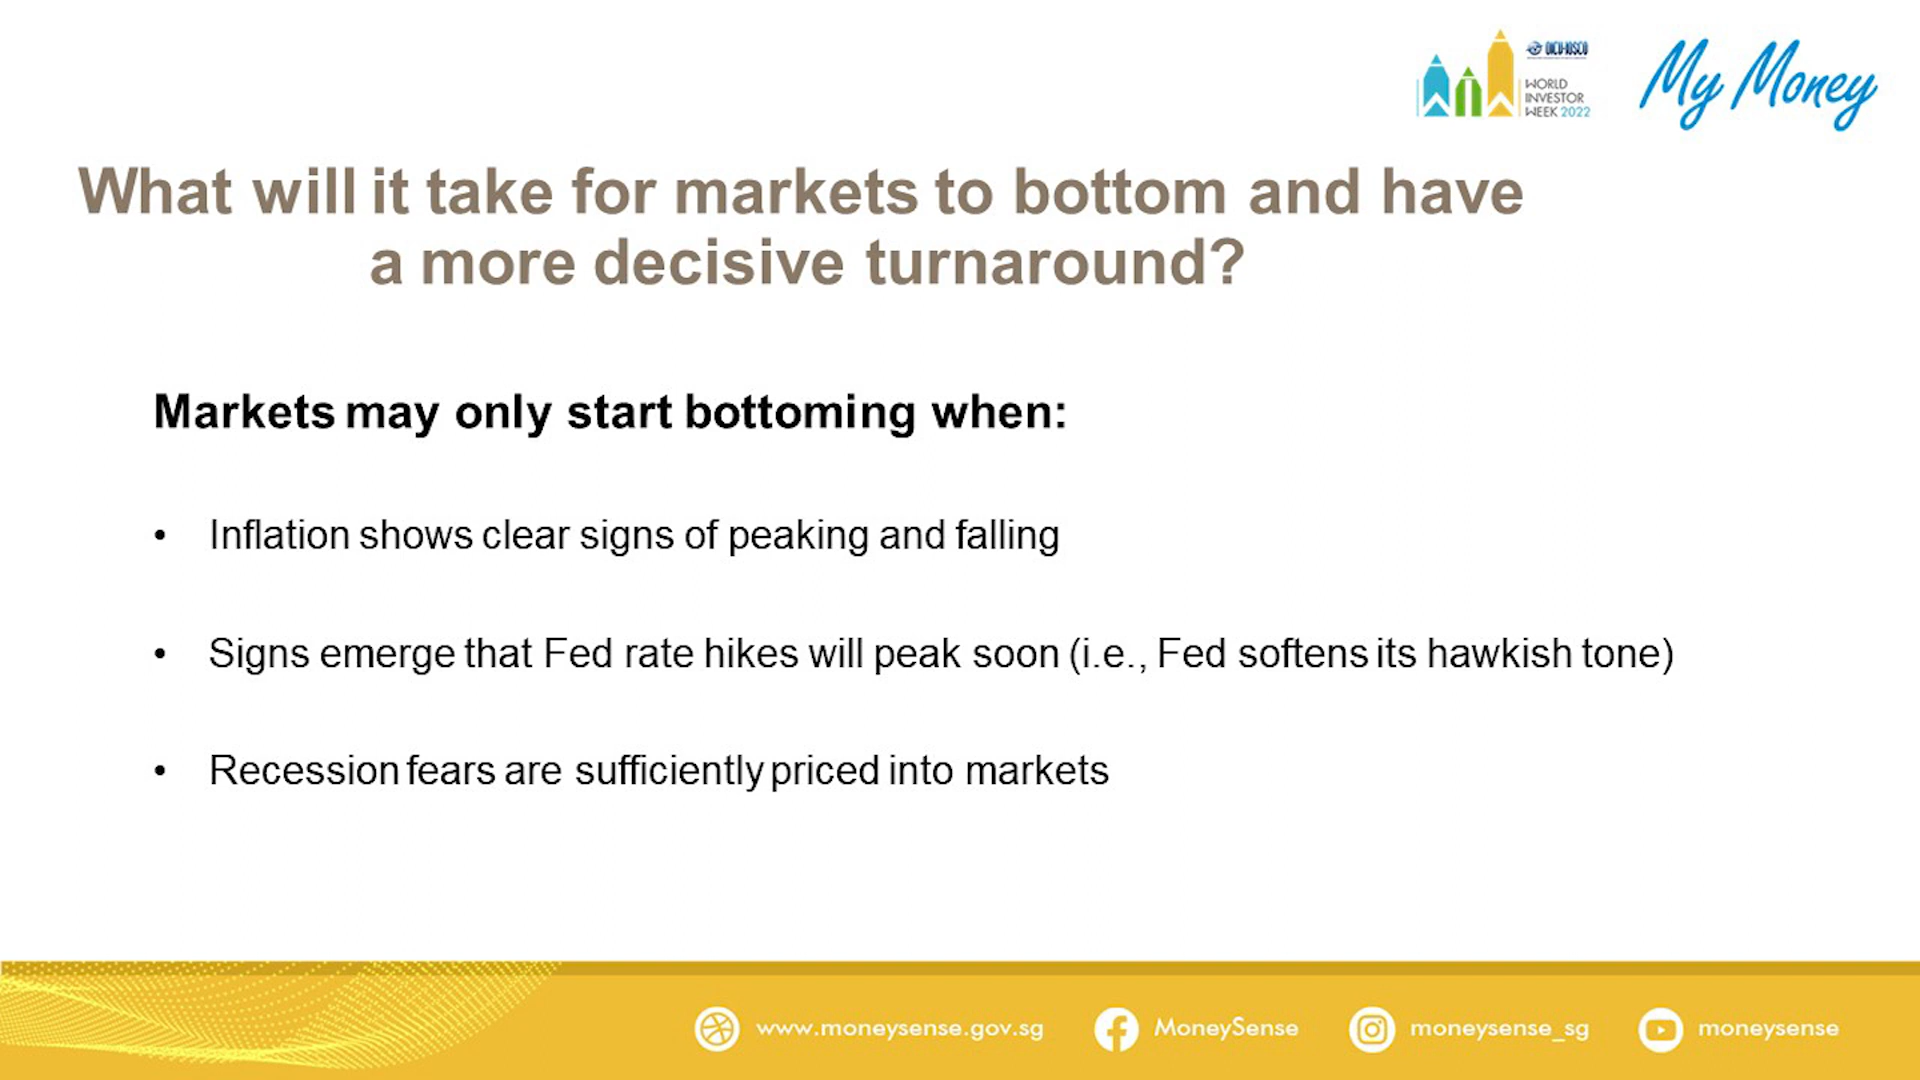 OICU-IOSCO
WORLD
INVESTOR
WEEK 2022
My Money
What will it take for markets to bottom and have
a more decisive turnaround?
Markets may only start bottoming when:
• Inflation shows clear signs of peaking and falling
• Signs emerge that Fed rate hikes will peak soon (i.e., Fed softens its hawkish tone)
• Recession fears are sufficiently priced into markets
www.moneysense.gov.sg MoneySense moneysense_sg moneysense